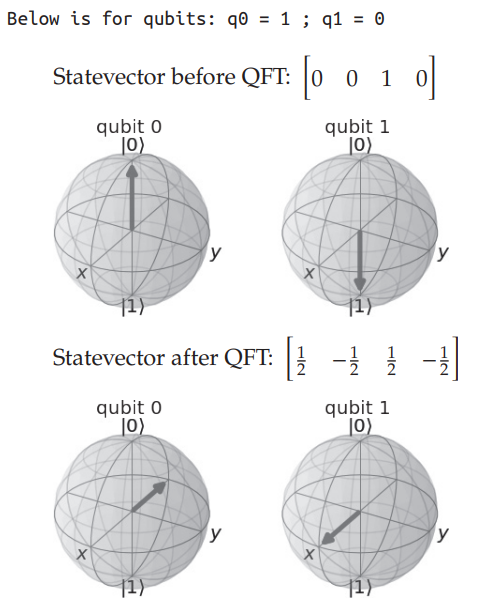 Below is for qubits: q0 = 1 ; q1 = 0
Statevector before QFT: [0 0 1 0]
qubit 0 qubit 1
|0⟩ |0⟩
y y
x x
|1⟩ |1⟩
Statevector after QFT: [1/2 −1/2 1/2 −1/2]
qubit 0 qubit 1
|0⟩ |0⟩
y y
x x
|1⟩ |1⟩